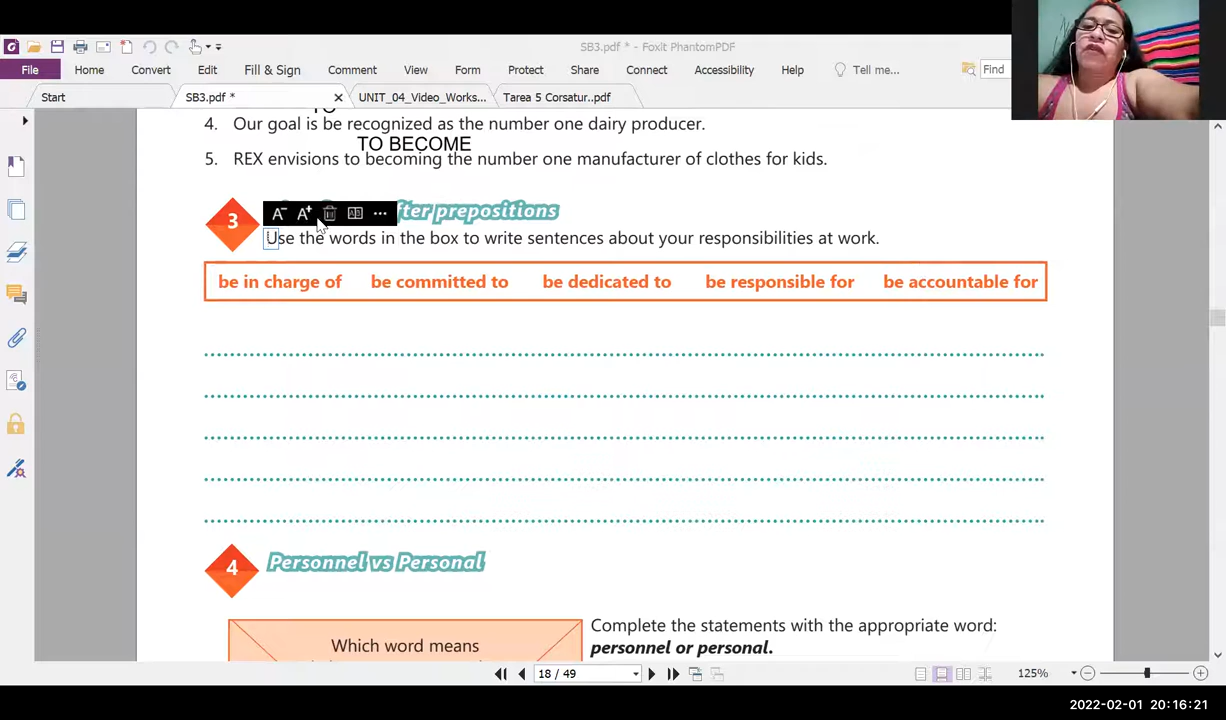 SB3.pdf * - Foxit PhantomPDF
File Home Convert Edit Fill & Sign Comment View Form Protect Share Connect Accessibility Help Tell me... Find
Start SB3.pdf * UNIT_04_Video_Works... Tarea 5 Corsatur...pdf
4. Our goal is be recognized as the number one dairy producer.
TO BECOME
5. REX envisions to becoming the number one manufacturer of clothes for kids.
3 fter prepositions
Use the words in the box to write sentences about your responsibilities at work.
be in charge of be committed to be dedicated to be responsible for be accountable for
4 Personnel vs Personal
Which word means
Complete the statements with the appropriate word:
personnel or personal.
18 / 49
125%
2022-02-01 20:16:21